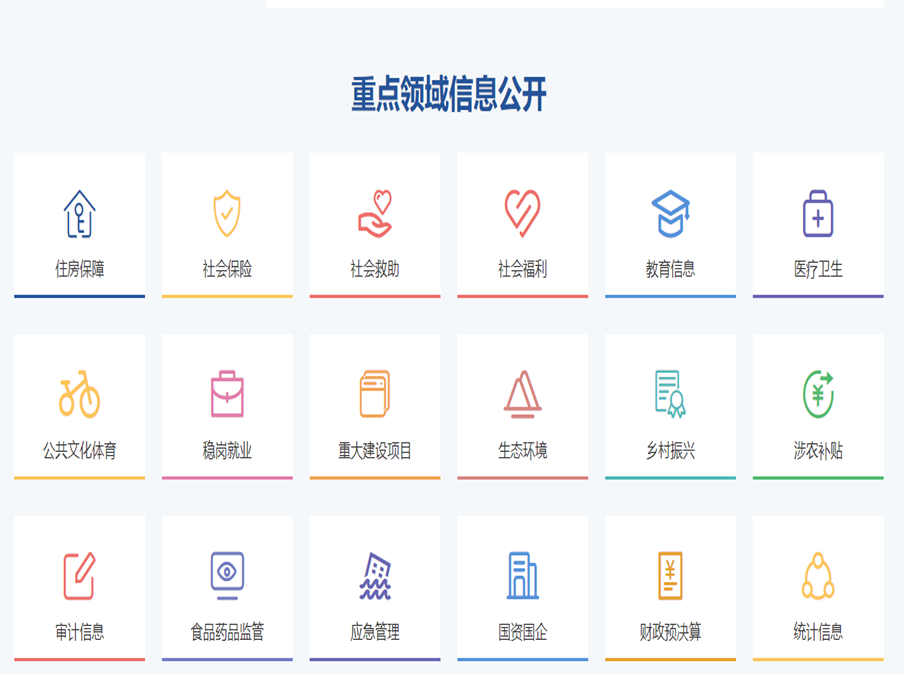 重点领域信息公开
住房保障
社会保险
社会救助
社会福利
教育信息
医疗卫生
公共文化体育
稳岗就业
重大建设项目
生态环境
乡村振兴
涉农补贴
审计信息
食品药品监管
应急管理
国资国企
财政预决算
统计信息